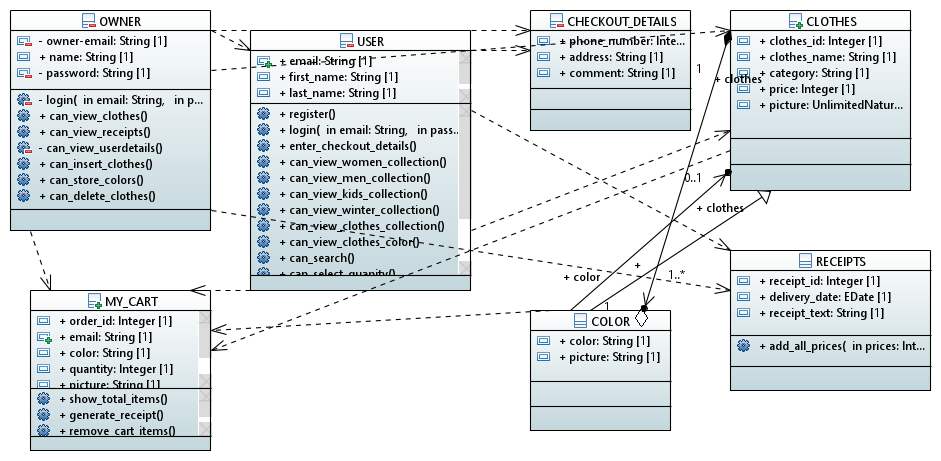 OWNER
- owner-email: String [1]
+ name: String [1]
- password: String [1]
- login( in email: String, in p...
+ can_view_clothes()
+ can_view_receipts()
- can_view_userdetails()
+ can_insert_clothes()
+ can_store_colors()
+ can_delete_clothes()
USER
+ email: String [1]
+ first_name: String [1]
+ last_name: String [1]
+ register()
+ login( in email: String, in pass...
+ enter_checkout_details()
+ can_view_women_collection()
+ can_view_men_collection()
+ can_view_kids_collection()
+ can_view_winter_collection()
+ can_view_clothes_collection()
+ can_view_clothes_color()
+ can_search()
+ can_select_quanity()
CHECKOUT_DETAILS
+ phone_number: Inte...
+ address: String [1]
+ comment: String [1]
CLOTHES
+ clothes_id: Integer [1]
+ clothes_name: String [1]
+ category: String [1]
+ price: Integer [1]
+ picture: UnlimitedNatur...
1
+ clothes
0..1
+ clothes
+ color
+
1..*
1
MY_CART
+ order_id: Integer [1]
+ email: String [1]
+ color: String [1]
+ quantity: Integer [1]
+ picture: String [1]
+ show_total_items()
+ generate_receipt()
+ remove_cart_items()
COLOR
+ color: String [1]
+ picture: String [1]
RECEIPTS
+ receipt_id: Integer [1]
+ delivery_date: EDate [1]
+ receipt_text: String [1]
+ add_all_prices( in prices: Int...